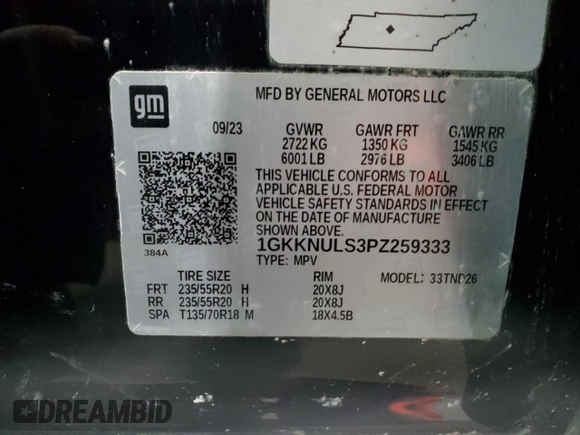 gm
MFD BY GENERAL MOTORS LLC
09/23 GVWR GAWR FRT GAWR RR
2722 KG 1350 KG 1545 KG
6001 LB 2976 LB 3406 LB
THIS VEHICLE CONFORMS TO ALL
APPLICABLE U.S. FEDERAL MOTOR
VEHICLE SAFETY STANDARDS IN EFFECT
ON THE DATE OF MANUFACTURE
SHOWN ABOVE.
384A
1GKKNULS3PZ259333
TYPE: MPV
TIRE SIZE RIM MODEL: 33TND26
FRT 235/55R20 H 20X8J
RR 235/55R20 H 20X8J
SPA T135/70R18 M 18X4.5B
DREAMBID